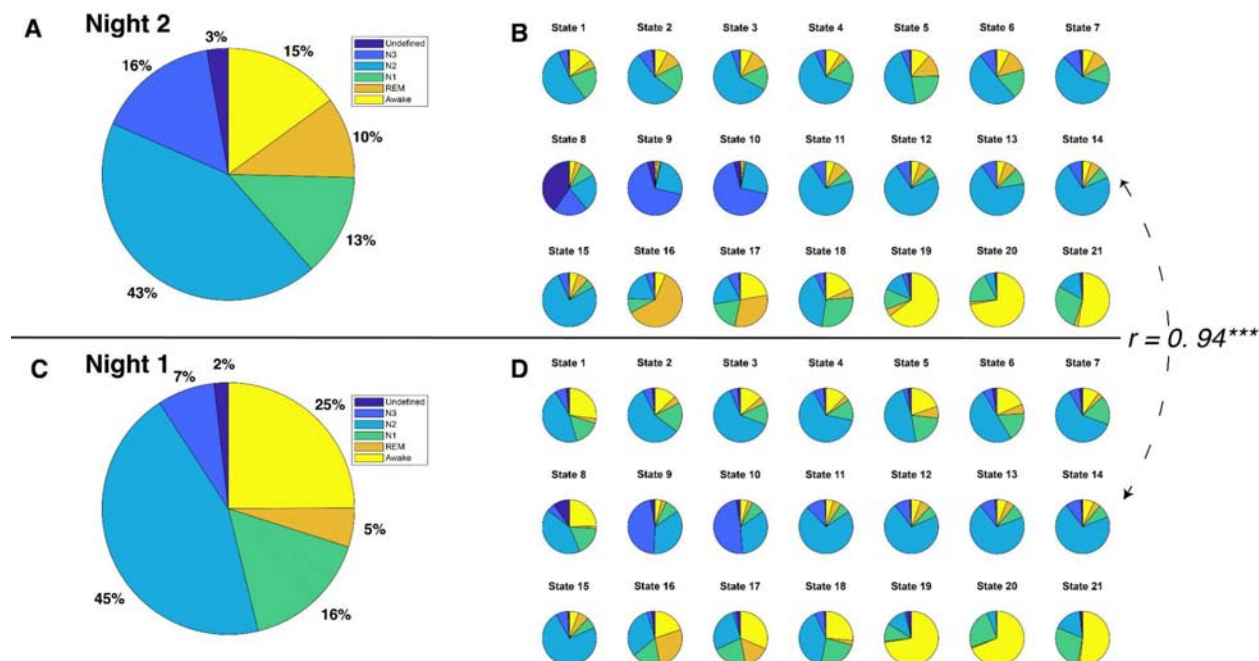 A
Night 2
3%
15%
16%
10%
13%
43%
Undefined
N3
N2
N1
REM
Awake
B
State 1 State 2 State 3 State 4 State 5 State 6 State 7
State 8 State 9 State 10 State 11 State 12 State 13 State 14
State 15 State 16 State 17 State 18 State 19 State 20 State 21
r = 0. 94***
C
Night 1
2%
7%
25%
5%
16%
45%
Undefined
N3
N2
N1
REM
Awake
D
State 1 State 2 State 3 State 4 State 5 State 6 State 7
State 8 State 9 State 10 State 11 State 12 State 13 State 14
State 15 State 16 State 17 State 18 State 19 State 20 State 21